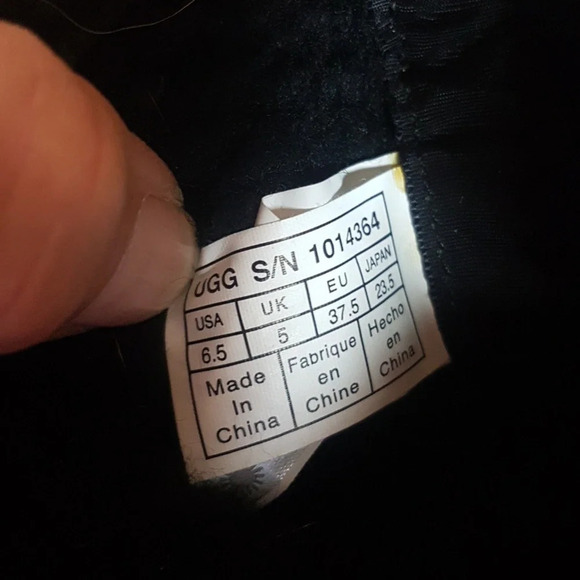 UGG S/N 1014364
USA UK EU JAPAN
6.5 5 37.5 23.5
Made In China
Fabrique en Chine
Hecho en China